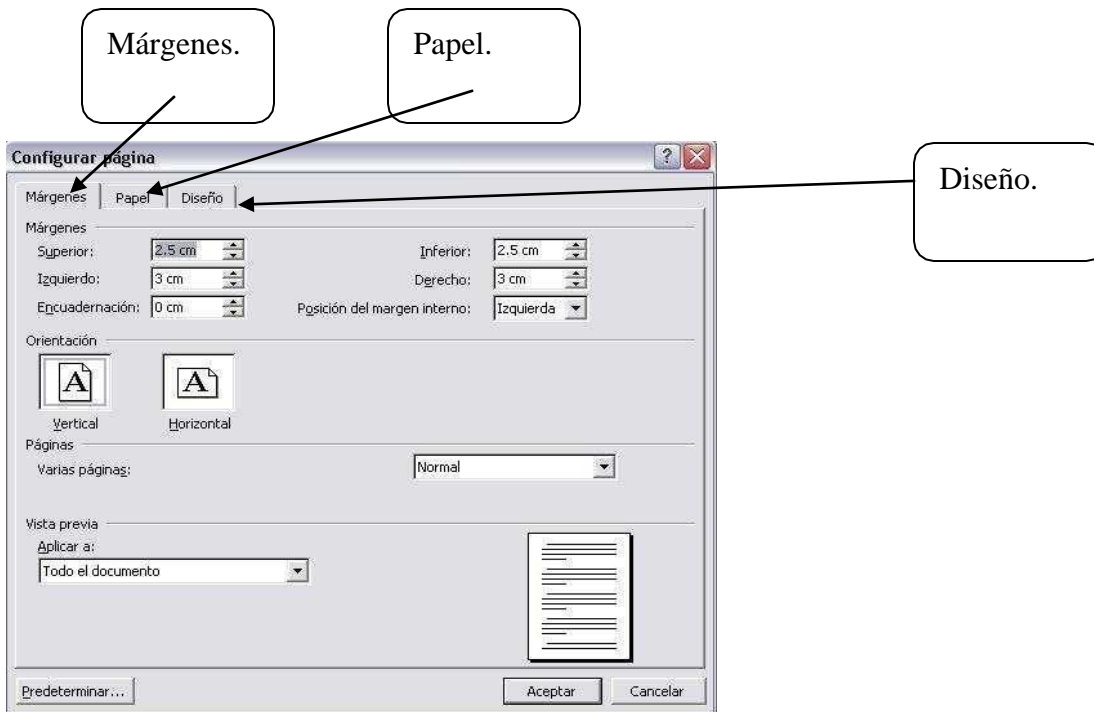 Márgenes.
Papel.
Configurar página
Diseño.
Márgenes Papel Diseño
Márgenes
Superior: 2.5 cm Inferior: 2.5 cm
Izquierdo: 3 cm Derecho: 3 cm
Encuadernación: 0 cm Posición del margen interno: Izquierda
Orientación
A A
Vertical Horizontal
Páginas
Varias páginas: Normal
Vista previa
Aplicar a:
Todo el documento
Predeterminar... Aceptar Cancelar